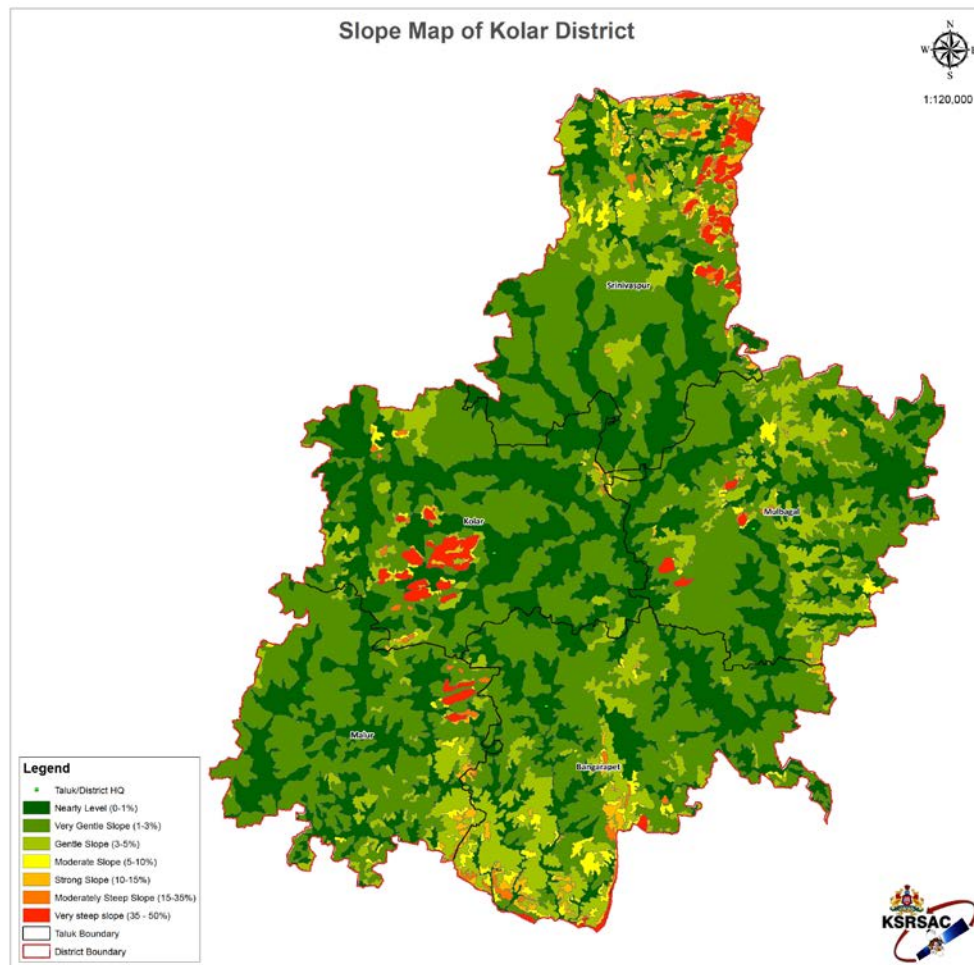 Slope Map of Kolar District
N
W
E
S
1:120,000
Srinivaspur
Kolar
Mulbagal
Malur
Bangarapet
Legend
Taluk/District HQ
Nearly Level (0-1%)
Very Gentle Slope (1-3%)
Gentle Slope (3-5%)
Moderate Slope (5-10%)
Strong Slope (10-15%)
Moderately Steep Slope (15-35%)
Very steep slope (35 - 50%)
Taluk Boundary
District Boundary
KSRSAC